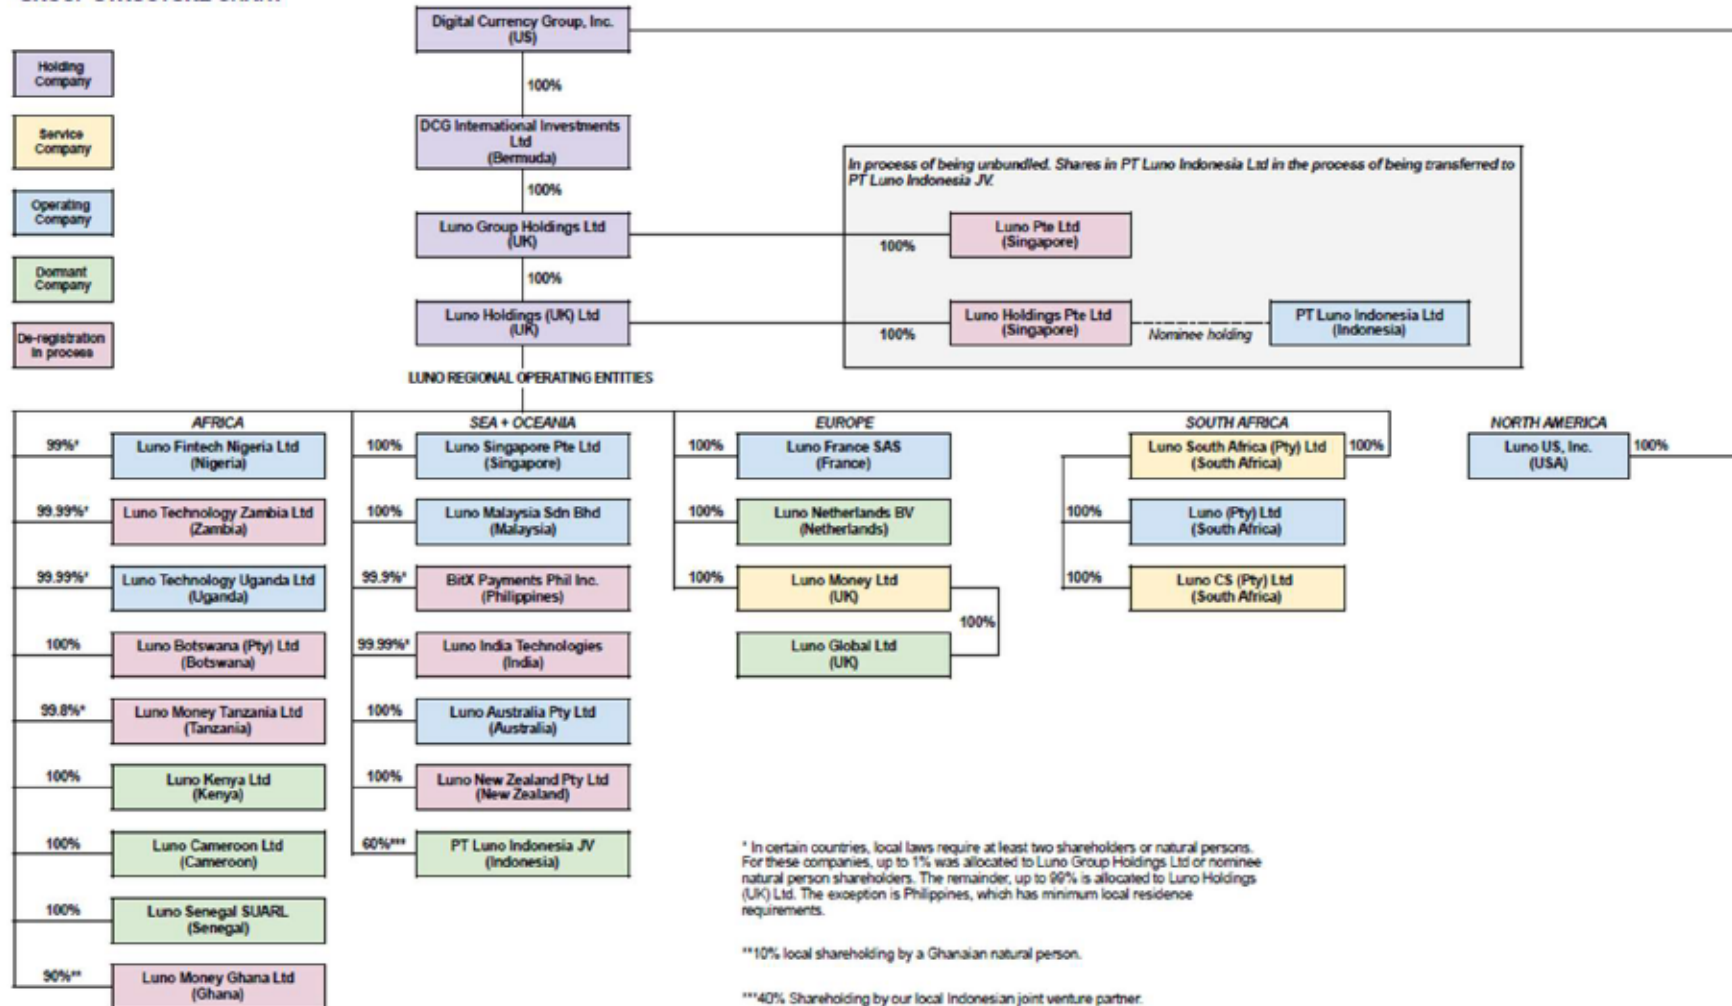 GROUP STRUCTURE CHART
Digital Currency Group, Inc.
(US)
Holding
Company
100%
Service
Company
DCG International Investments
Ltd
(Bermuda)
In process of being unbundled. Shares in PT Luno Indonesia Ltd in the process of being transferred to
PT Luno Indonesia JV.
100%
Operating
Company
Luno Group Holdings Ltd
(UK)
100%
Luno Pte Ltd
(Singapore)
Dormant
Company
100%
Luno Holdings (UK) Ltd
(UK)
100%
Luno Holdings Pte Ltd
(Singapore)
Nominee holding
PT Luno Indonesia Ltd
(Indonesia)
De-registration
in process
LUNO REGIONAL OPERATING ENTITIES
AFRICA
99%*
Luno Fintech Nigeria Ltd
(Nigeria)
99.99%*
Luno Technology Zambia Ltd
(Zambia)
99.99%*
Luno Technology Uganda Ltd
(Uganda)
100%
Luno Botswana (Pty) Ltd
(Botswana)
99.8%*
Luno Money Tanzania Ltd
(Tanzania)
100%
Luno Kenya Ltd
(Kenya)
100%
Luno Cameroon Ltd
(Cameroon)
100%
Luno Senegal SUARL
(Senegal)
90%**
Luno Money Ghana Ltd
(Ghana)
SEA + OCEANIA
100%
Luno Singapore Pte Ltd
(Singapore)
100%
Luno Malaysia Sdn Bhd
(Malaysia)
99.9%*
BitX Payments Phil Inc.
(Philippines)
99.99%*
Luno India Technologies
(India)
100%
Luno Australia Pty Ltd
(Australia)
100%
Luno New Zealand Pty Ltd
(New Zealand)
60%***
PT Luno Indonesia JV
(Indonesia)
EUROPE
100%
Luno France SAS
(France)
100%
Luno Netherlands BV
(Netherlands)
100%
Luno Money Ltd
(UK)
100%
Luno Global Ltd
(UK)
SOUTH AFRICA
Luno South Africa (Pty) Ltd
(South Africa)
100%
100%
Luno (Pty) Ltd
(South Africa)
100%
Luno CS (Pty) Ltd
(South Africa)
NORTH AMERICA
Luno US, Inc.
(USA)
100%
* In certain countries, local laws require at least two shareholders or natural persons.
For these companies, up to 1% was allocated to Luno Group Holdings Ltd or nominee
natural person shareholders. The remainder, up to 99% is allocated to Luno Holdings
(UK) Ltd. The exception is Philippines, which has minimum local residence
requirements.
**10% local shareholding by a Ghanaian natural person.
***40% Shareholding by our local Indonesian joint venture partner.